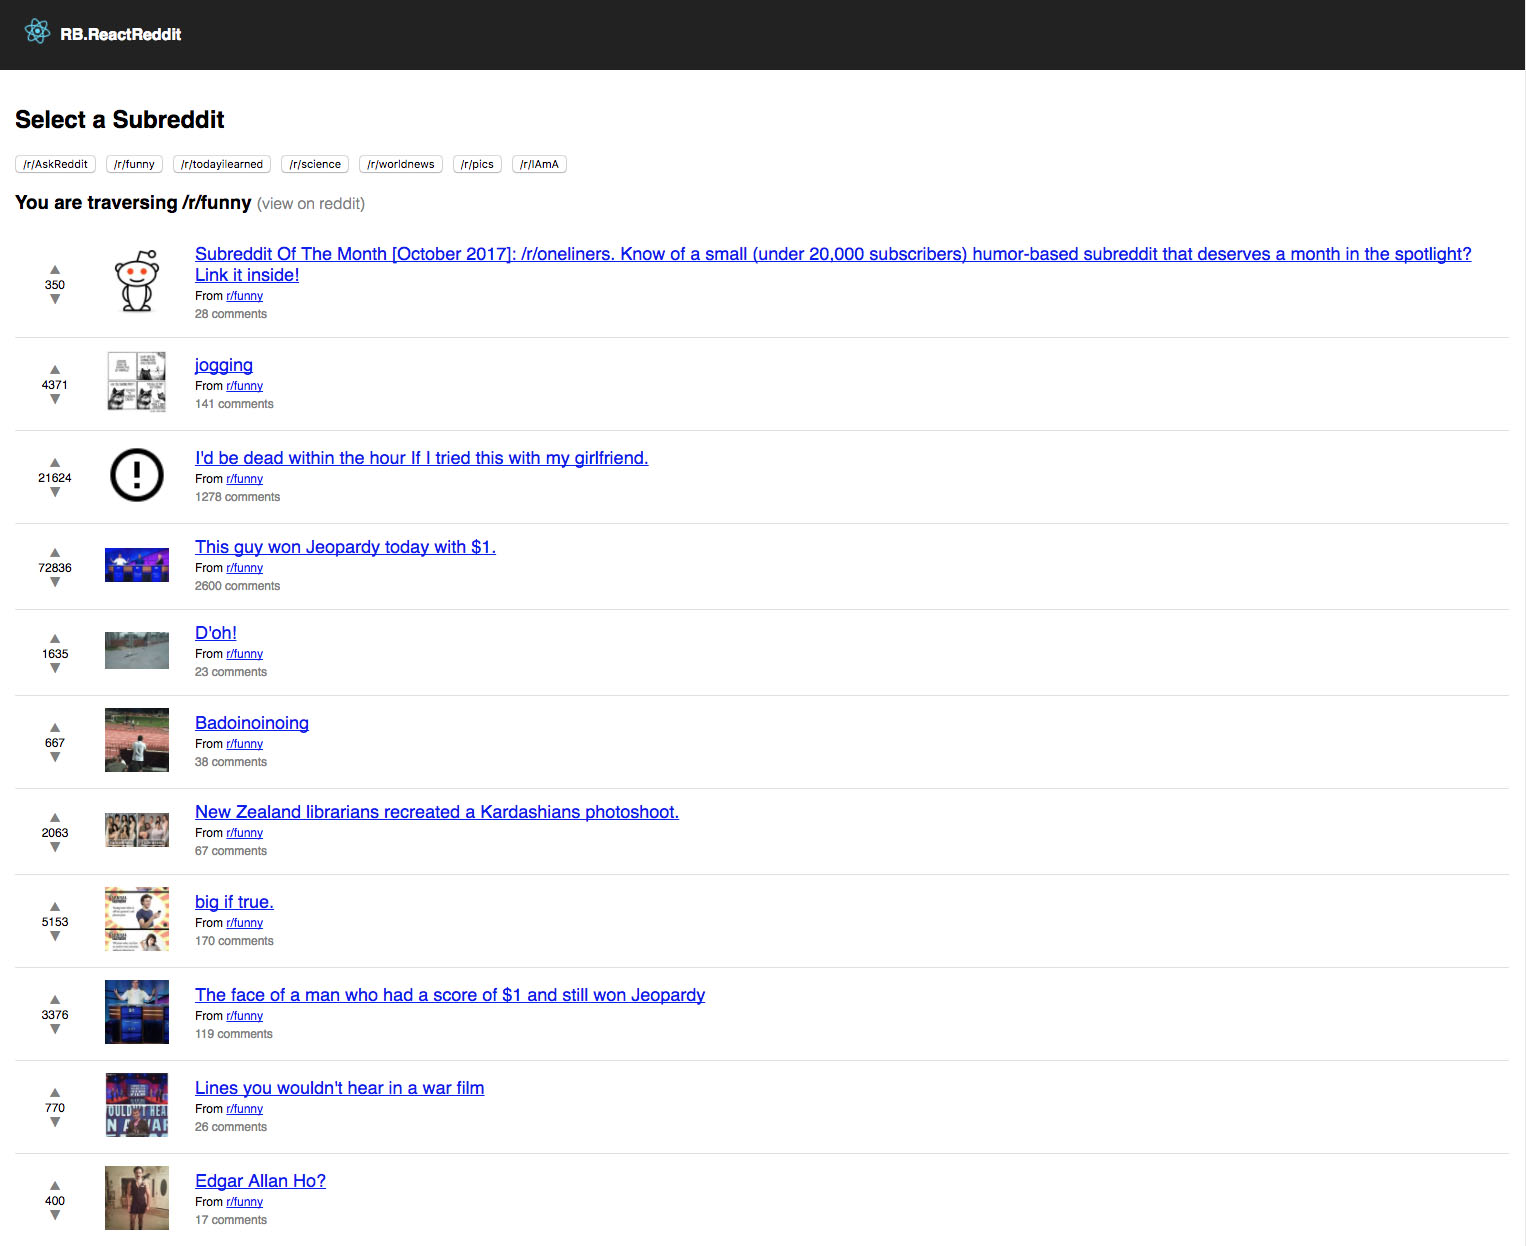 RB.ReactReddit
Select a Subreddit
/r/AskReddit /r/funny /r/todayilearned /r/science /r/worldnews /r/pics /r/IAmA
You are traversing /r/funny (view on reddit)
Subreddit Of The Month [October 2017]: /r/oneliners. Know of a small (under 20,000 subscribers) humor-based subreddit that deserves a month in the spotlight?
Link it inside!
350
From r/funny
28 comments
jogging
4371
From r/funny
141 comments
I'd be dead within the hour If I tried this with my girlfriend.
21624
From r/funny
1278 comments
This guy won Jeopardy today with $1.
72836
From r/funny
2600 comments
D'oh!
1635
From r/funny
23 comments
Badoinoinoing
667
From r/funny
38 comments
New Zealand librarians recreated a Kardashians photoshoot.
2063
From r/funny
67 comments
big if true.
5153
From r/funny
170 comments
The face of a man who had a score of $1 and still won Jeopardy
3376
From r/funny
119 comments
Lines you wouldn't hear in a war film
770
From r/funny
26 comments
Edgar Allan Ho?
400
From r/funny
17 comments